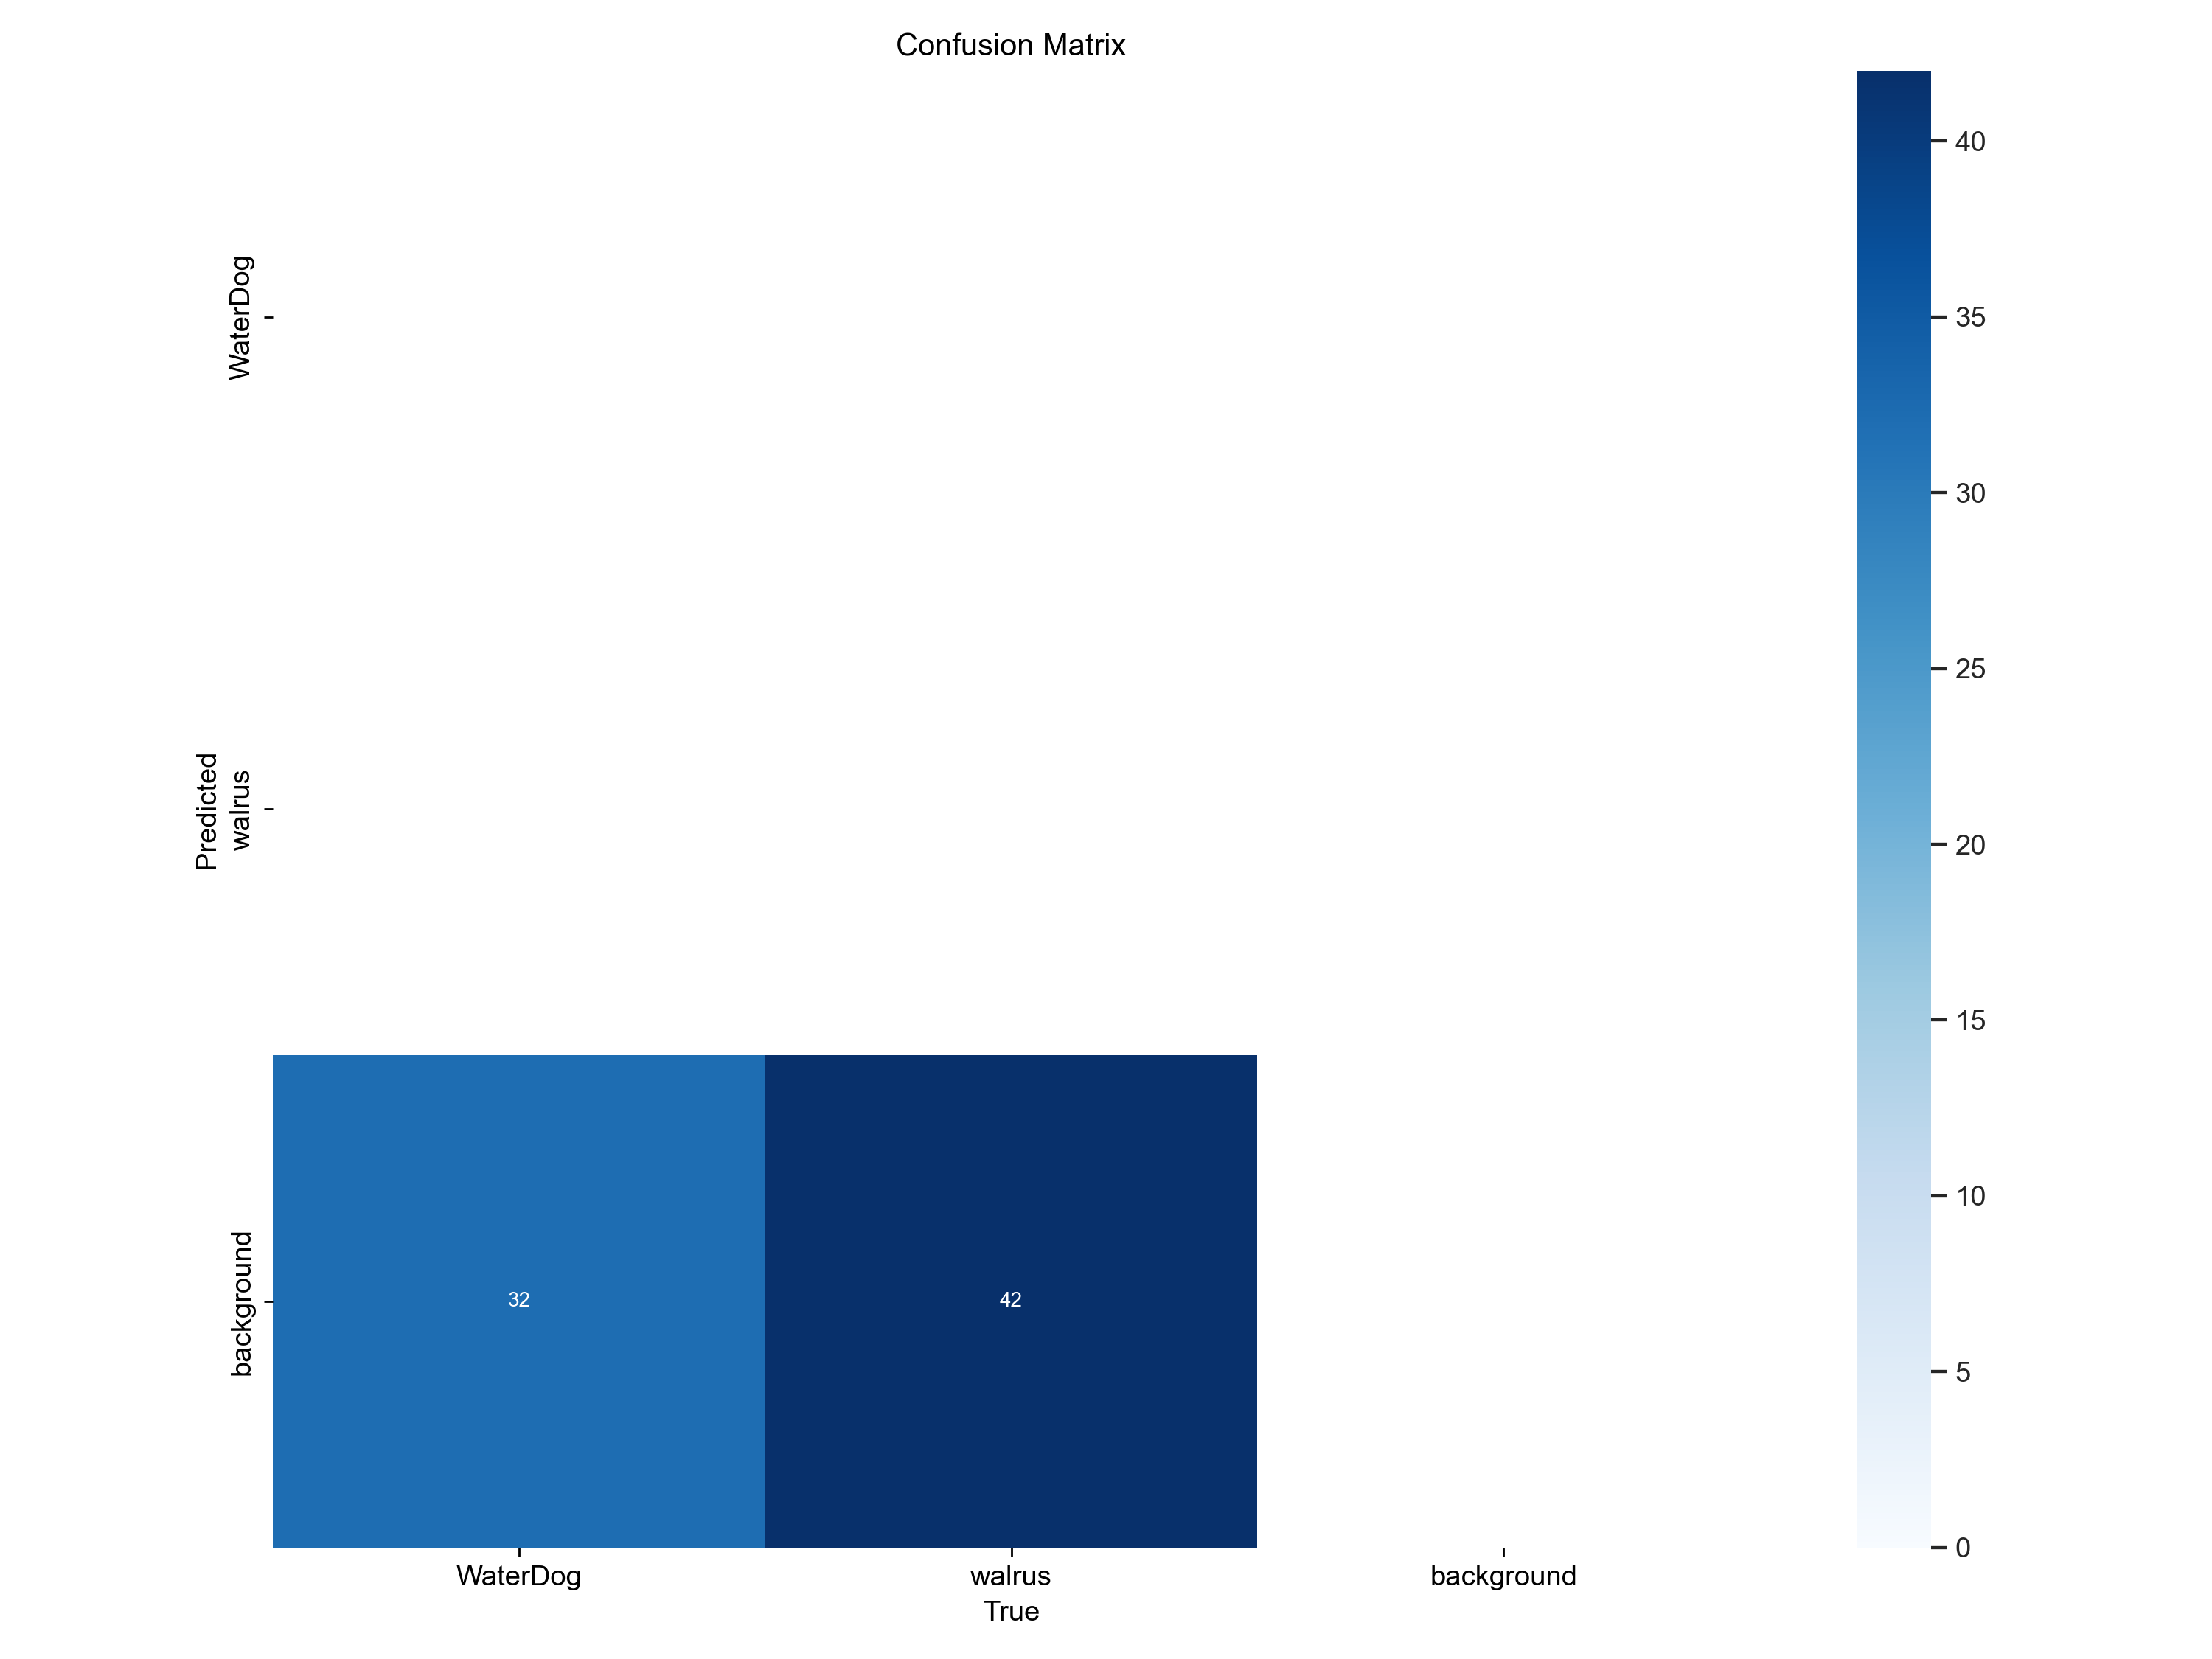 Confusion Matrix
WaterDog
Predicted
walrus
background
32
42
WaterDog
walrus
background
True
40
35
30
25
20
15
10
5
0